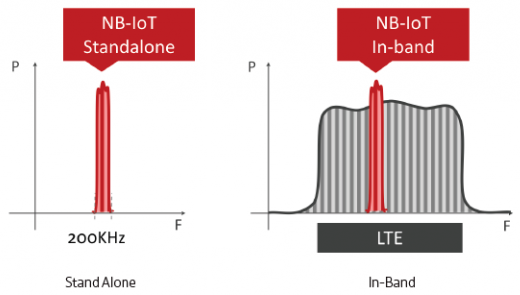 NB-IoT
Standalone
P
200KHz
F
Stand Alone
NB-IoT
In-band
P
F
LTE
In-Band